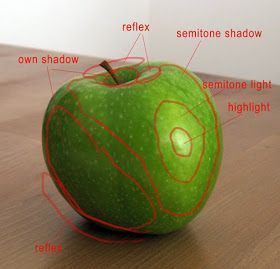 reflex
semitone shadow
own shadow
semitone light
highlight
reflex